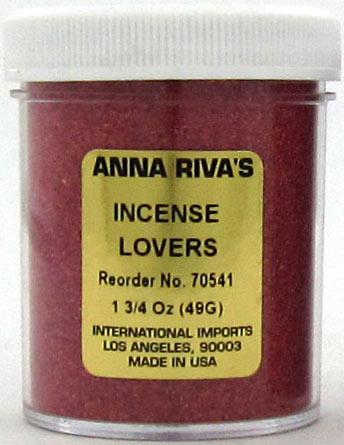 ANNA RIVA'S
INCENSE
LOVERS
Reorder No. 70541
1 3/4 Oz (49G)
INTERNATIONAL IMPORTS
LOS ANGELES, 90003
MADE IN USA